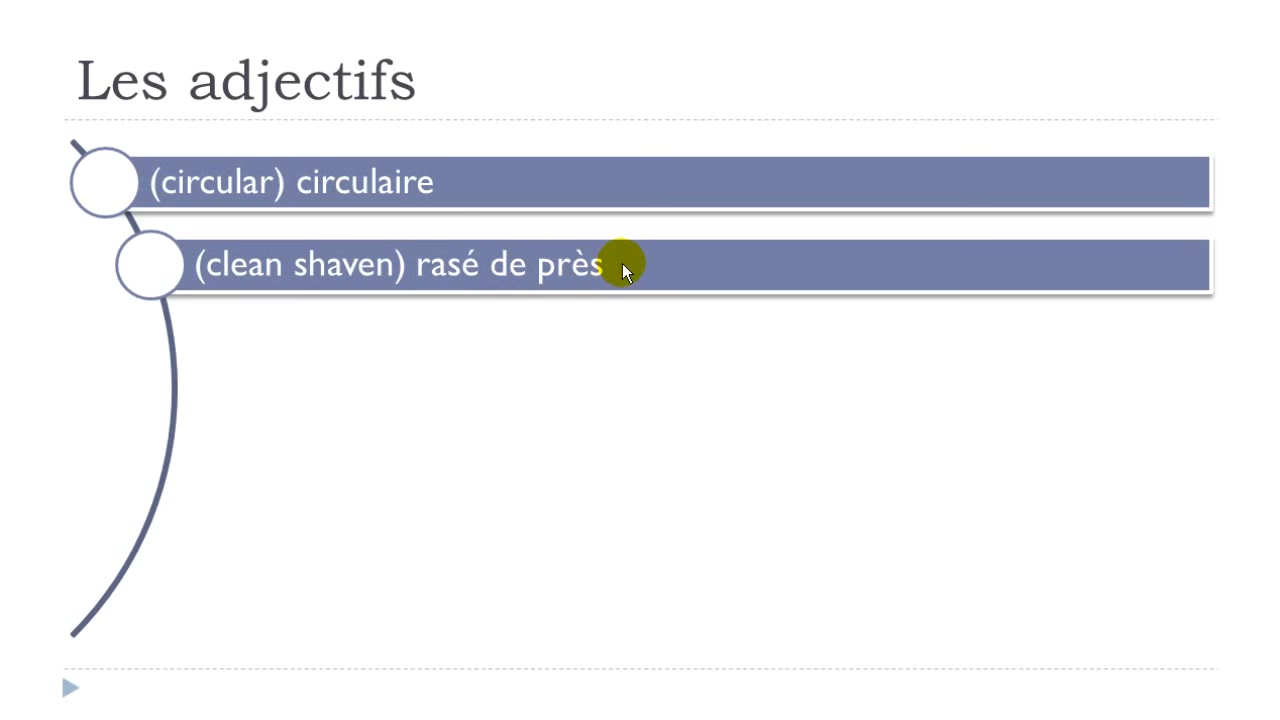 Les adjectifs
(circular) circulaire
(clean shaven) rasé de près